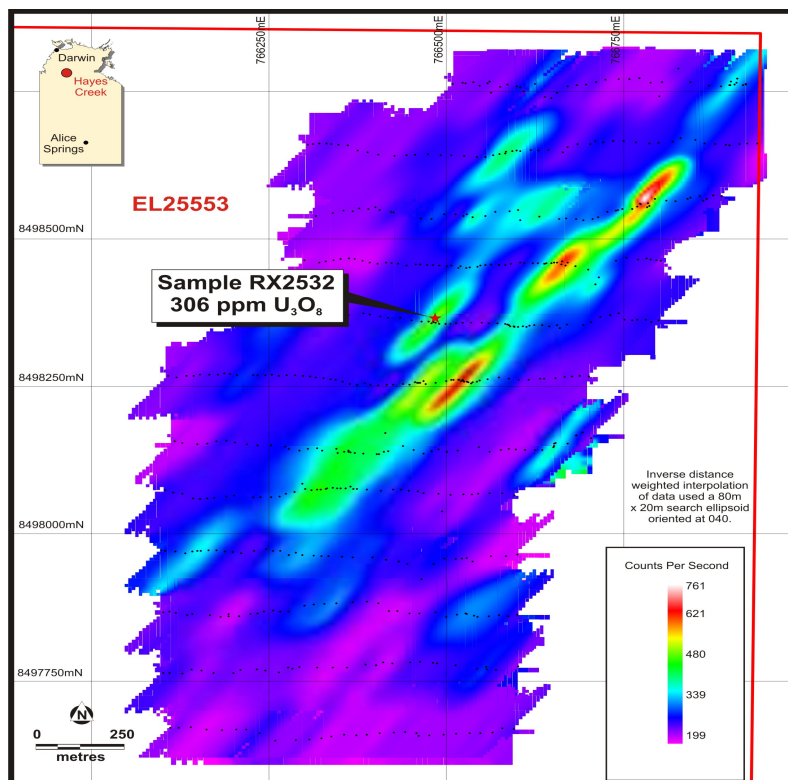 766250mE
766500mE
766750mE
Darwin
Hayes
Creek
Alice
Springs
EL25553
8498500mN
Sample RX2532
306 ppm U₃O₈
8498250mN
Inverse distance
weighted interpolation
of data used a 80m
x 20m search ellipsoid
oriented at 040.
8498000mN
Counts Per Second
761
621
480
339
199
8497750mN
N
0 250
metres